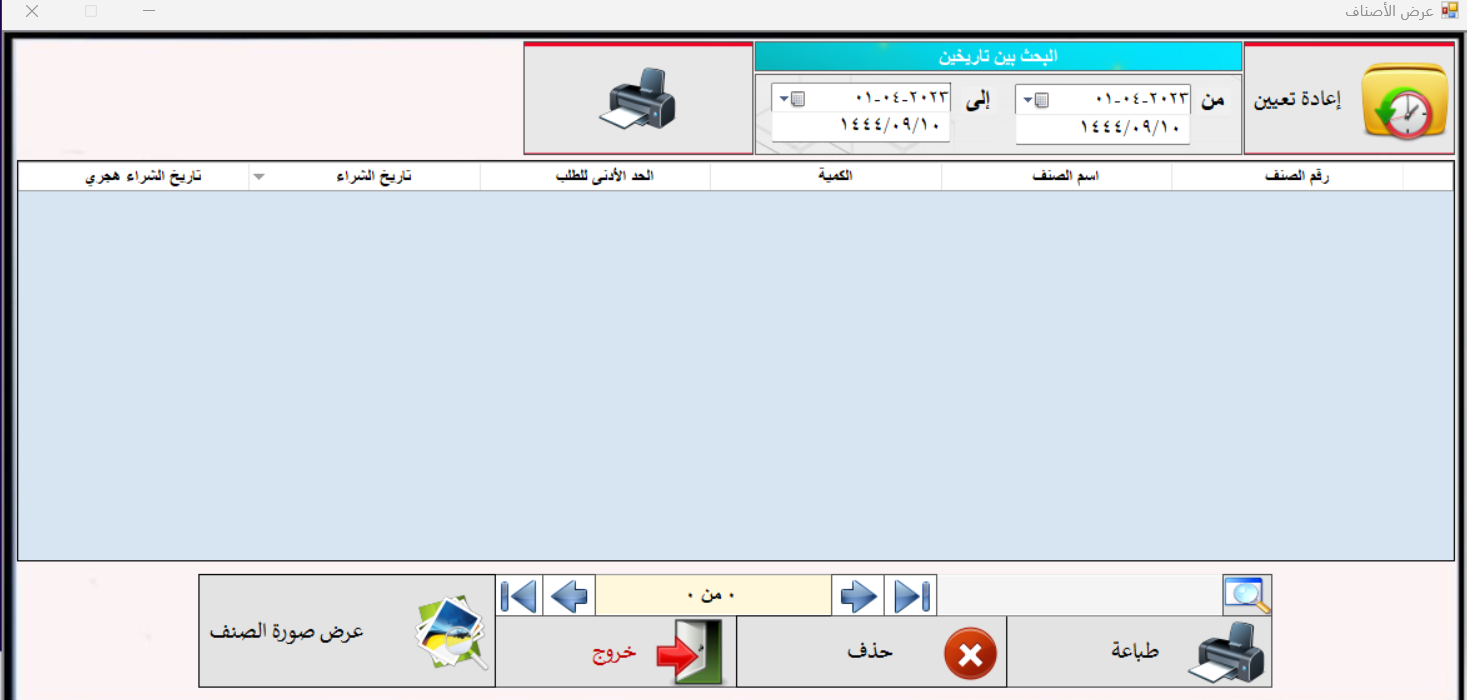 عرض الأصناف
إعادة تعيين
البحث بين تاريخين
من
٠١-٠٤-٢٠٢٣
١٤٤٤/٠٩/١٠
إلى
٠١-٠٤-٢٠٢٣
١٤٤٤/٠٩/١٠
رقم الصنف
اسم الصنف
الكمية
الحد الأدنى للطلب
تاريخ الشراء
تاريخ الشراء هجري
٠ من ٠
طباعة
حذف
خروج
عرض صورة الصنف